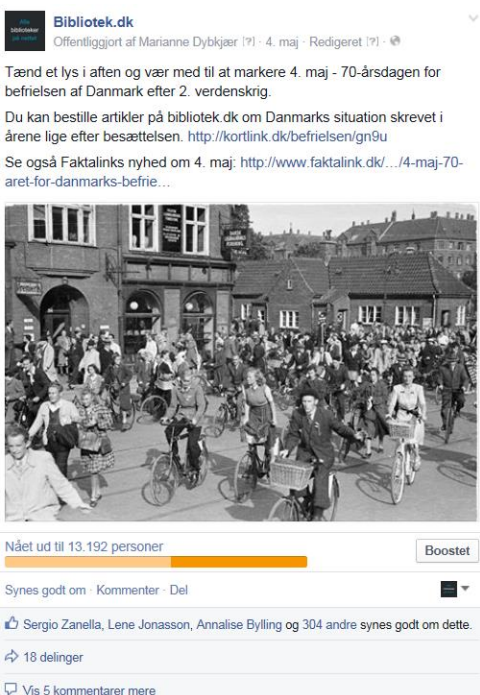 Alle
biblioteker
på nettet
Bibliotek.dk
Offentliggjort af Marianne Dybkjær [?] · 4. maj · Redigeret [?] ·
Tænd et lys i aften og vær med til at markere 4. maj - 70-årsdagen for
befrielsen af Danmark efter 2. verdenskrig.
Du kan bestille artikler på bibliotek.dk om Danmarks situation skrevet i
årene lige efter besættelsen. http://kortlink.dk/befrielsen/gn9u
Se også Faktalinks nyhed om 4. maj: http://www.faktalink.dk/…/4-maj-70-
aret-for-danmarks-befrie…
Nået ud til 13.192 personer
Boostet
Synes godt om · Kommenter · Del
Sergio Zanella, Lene Jonasson, Annalise Bylling og 304 andre synes godt om dette.
18 delinger
Vis 5 kommentarer mere